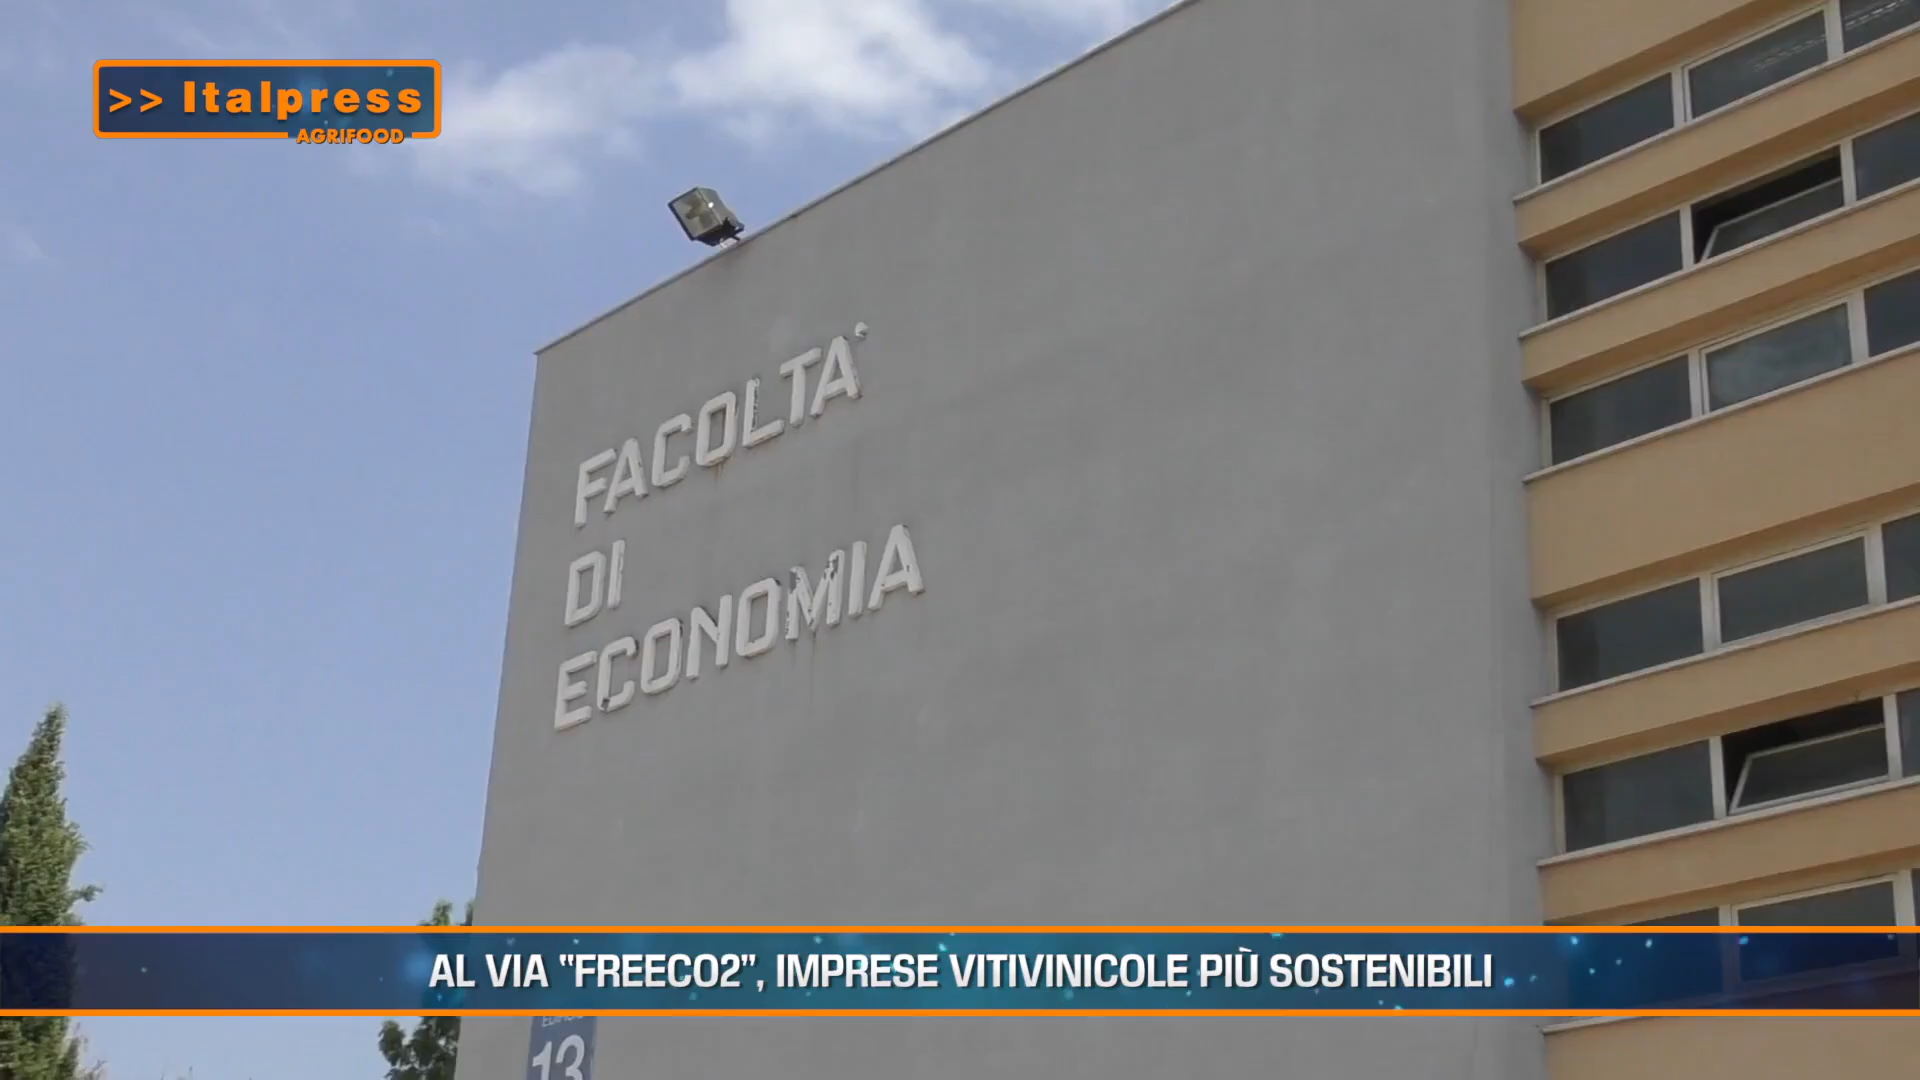 >> Italpress
AGRIFOOD
FACOLTA'
DI
ECONOMIA
AL VIA "FREECO2", IMPRESE VITIVINICOLE PIÙ SOSTENIBILI
13